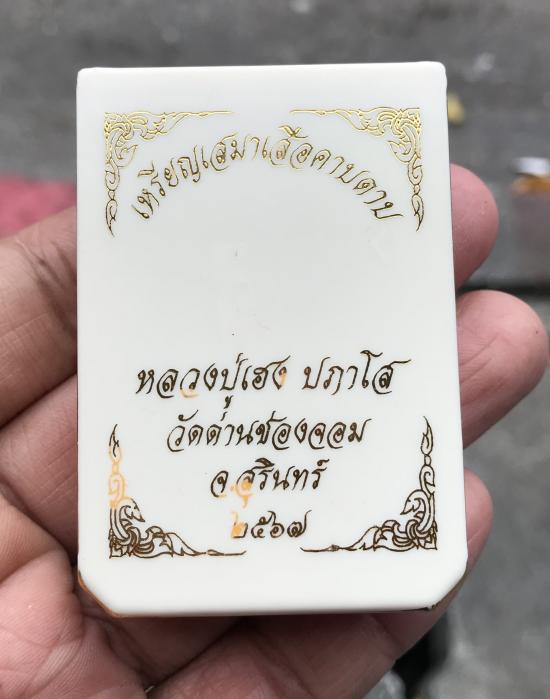 เหรียญเสมาเสือคาบดาบ
หลวงปู่เฮง ปภาโส
วัดด่านช่องจอม
จ.สุรินทร์
๒๕๖๗